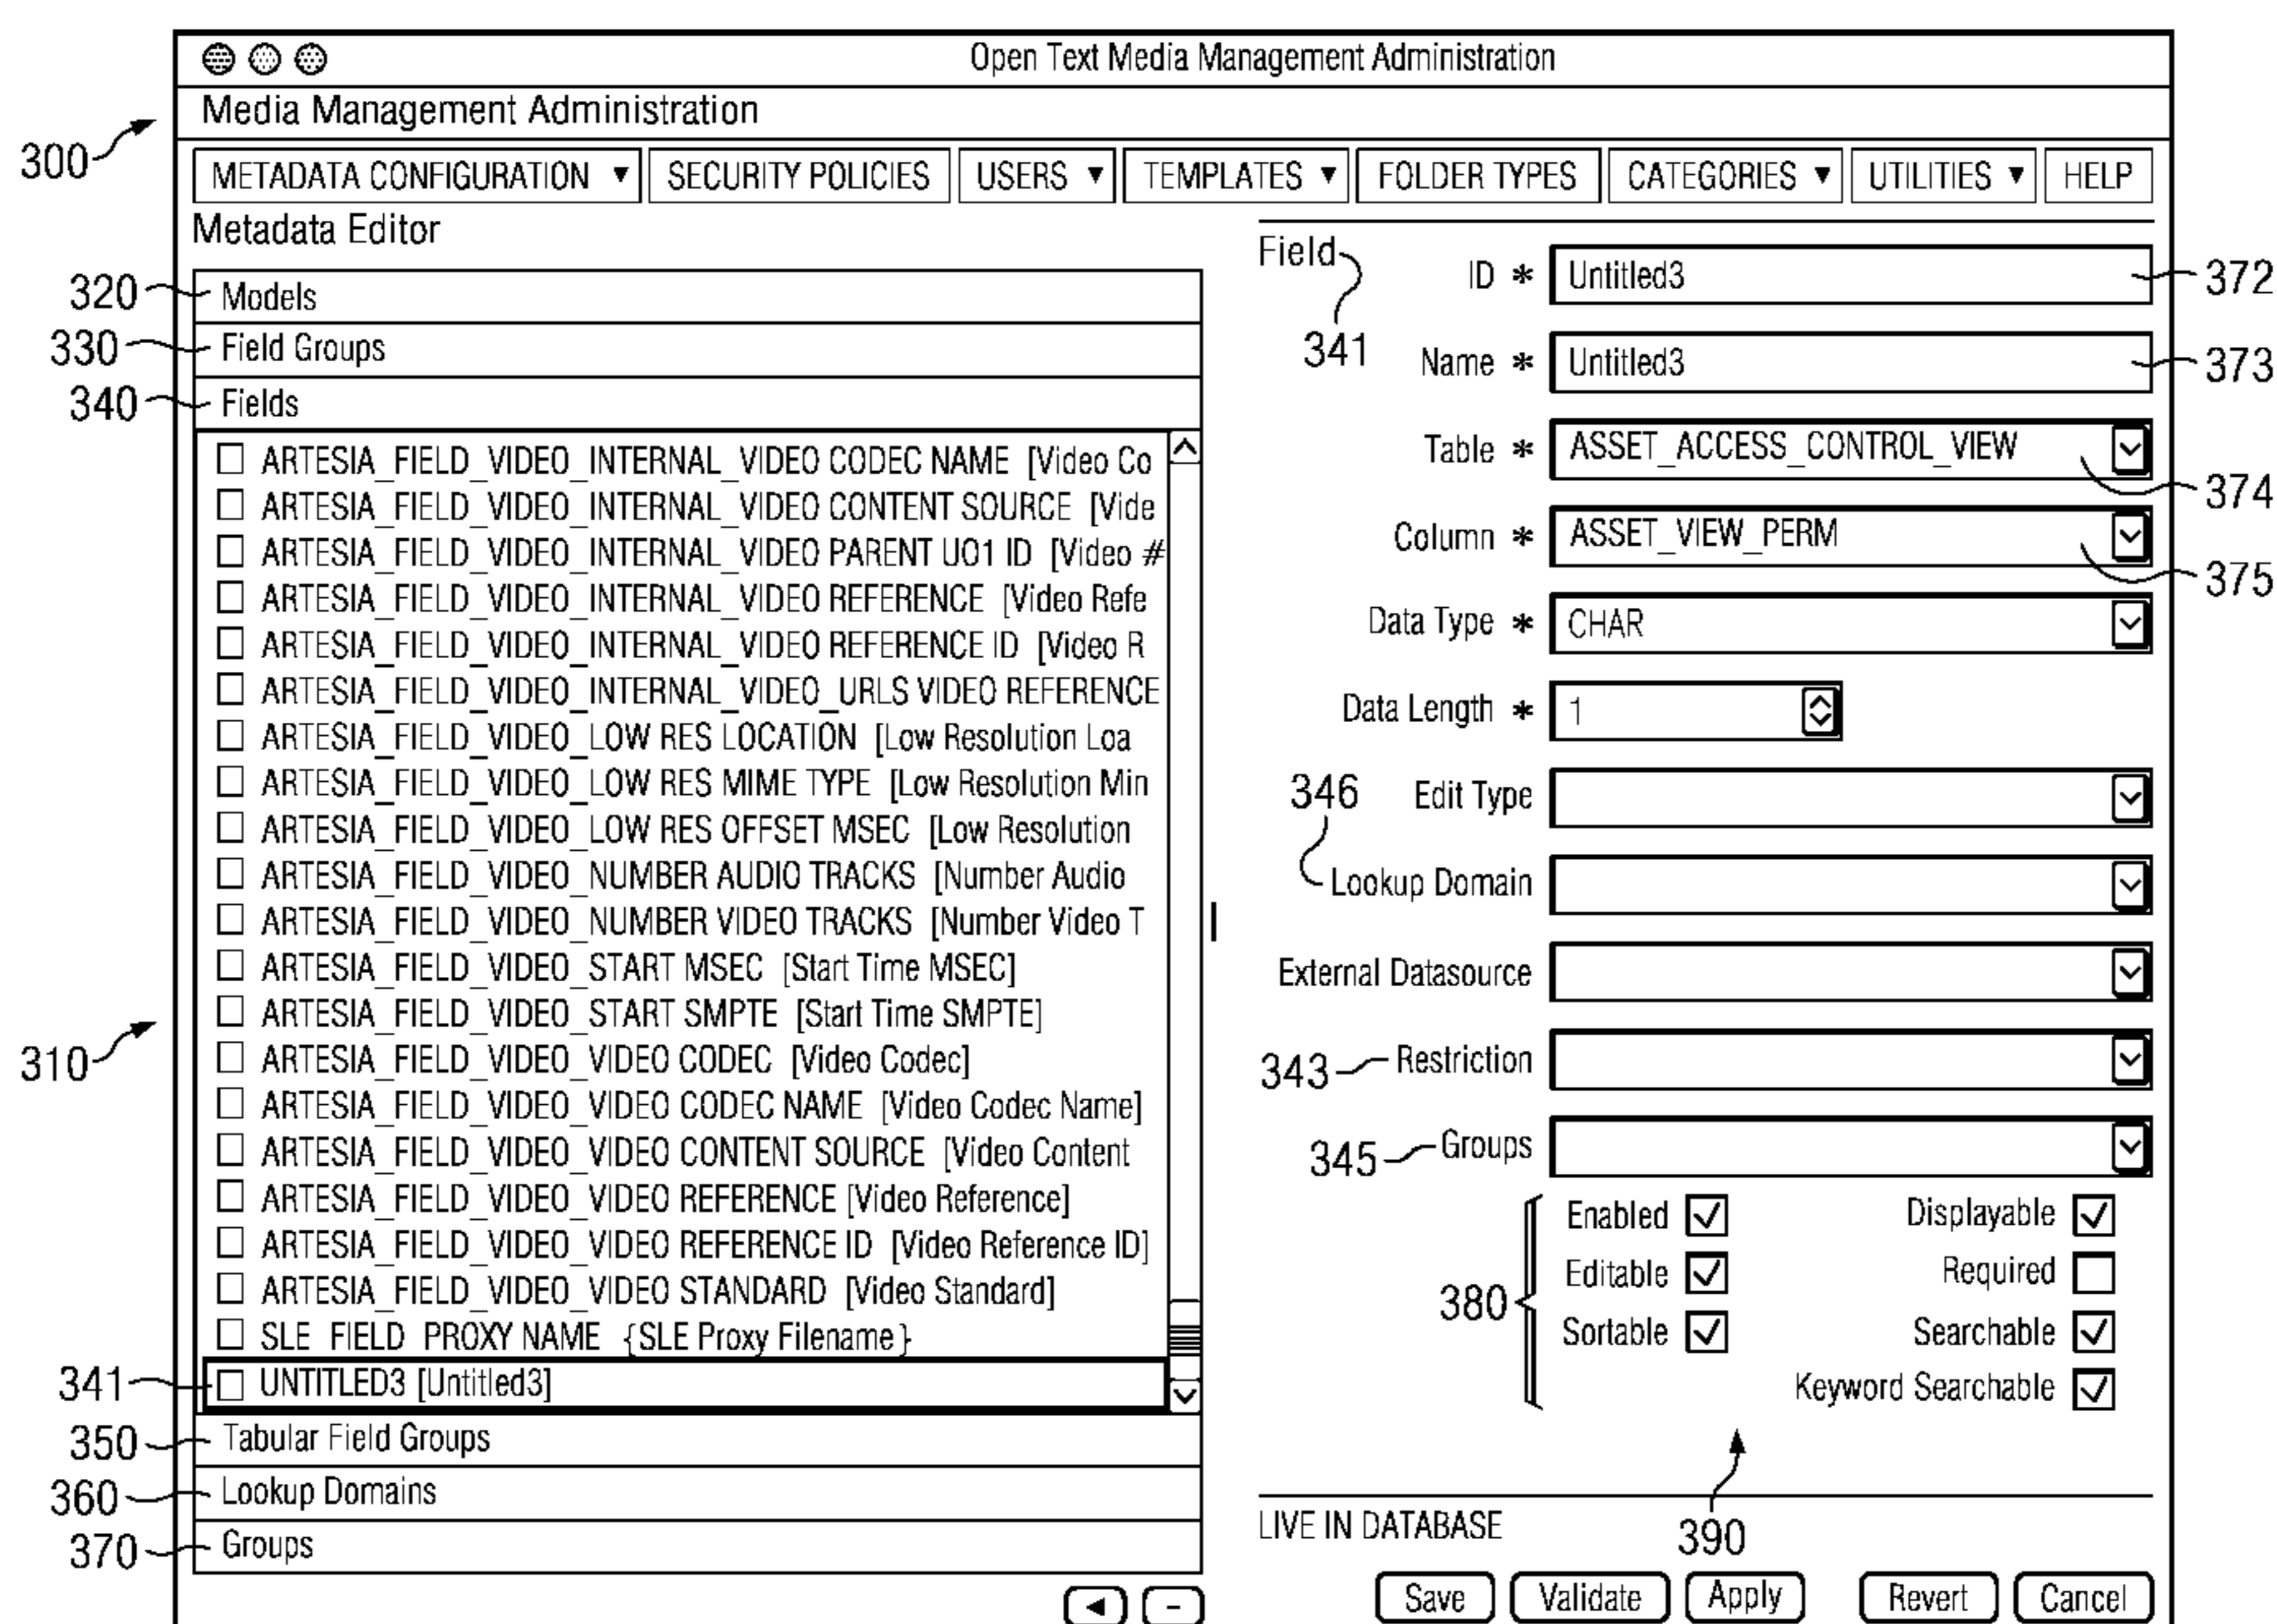 Open Text Media Management Administration
Media Management Administration
300
METADATA CONFIGURATION ▼ SECURITY POLICIES USERS ▼ TEMPLATES ▼ FOLDER TYPES CATEGORIES ▼ UTILITIES ▼ HELP
Metadata Editor
320 Models
330 Field Groups
340 Fields
ARTESIA_FIELD_VIDEO_INTERNAL_VIDEO CODEC NAME [Video Co
ARTESIA_FIELD_VIDEO_INTERNAL_VIDEO CONTENT SOURCE [Vide
ARTESIA_FIELD_VIDEO_INTERNAL_VIDEO PARENT UO1 ID [Video #
ARTESIA_FIELD_VIDEO_INTERNAL_VIDEO REFERENCE [Video Refe
ARTESIA_FIELD_VIDEO_INTERNAL_VIDEO REFERENCE ID [Video R
ARTESIA_FIELD_VIDEO_INTERNAL_VIDEO_URLS VIDEO REFERENCE
ARTESIA_FIELD_VIDEO_LOW RES LOCATION [Low Resolution Loa
ARTESIA_FIELD_VIDEO_LOW RES MIME TYPE [Low Resolution Min
ARTESIA_FIELD_VIDEO_LOW RES OFFSET MSEC [Low Resolution
ARTESIA_FIELD_VIDEO_NUMBER AUDIO TRACKS [Number Audio
ARTESIA_FIELD_VIDEO_NUMBER VIDEO TRACKS [Number Video T
ARTESIA_FIELD_VIDEO_START MSEC [Start Time MSEC]
ARTESIA_FIELD_VIDEO_START SMPTE [Start Time SMPTE]
310
ARTESIA_FIELD_VIDEO_VIDEO CODEC [Video Codec]
ARTESIA_FIELD_VIDEO_VIDEO CODEC NAME [Video Codec Name]
ARTESIA_FIELD_VIDEO_VIDEO CONTENT SOURCE [Video Content
ARTESIA_FIELD_VIDEO_VIDEO REFERENCE [Video Reference]
ARTESIA_FIELD_VIDEO_VIDEO REFERENCE ID [Video Reference ID]
ARTESIA_FIELD_VIDEO_VIDEO STANDARD [Video Standard]
SLE FIELD PROXY NAME {SLE Proxy Filename}
341 UNTITLED3 [Untitled3]
350 Tabular Field Groups
360 Lookup Domains
370 Groups
Field
341
ID * Untitled3 372
Name * Untitled3 373
Table * ASSET_ACCESS_CONTROL_VIEW 374
Column * ASSET_VIEW_PERM 375
Data Type * CHAR
Data Length * 1
346 Edit Type
Lookup Domain
External Datasource
343 Restriction
345 Groups
380
Enabled Displayable
Editable Required
Sortable Searchable
Keyword Searchable
390
LIVE IN DATABASE
Save Validate Apply Revert Cancel